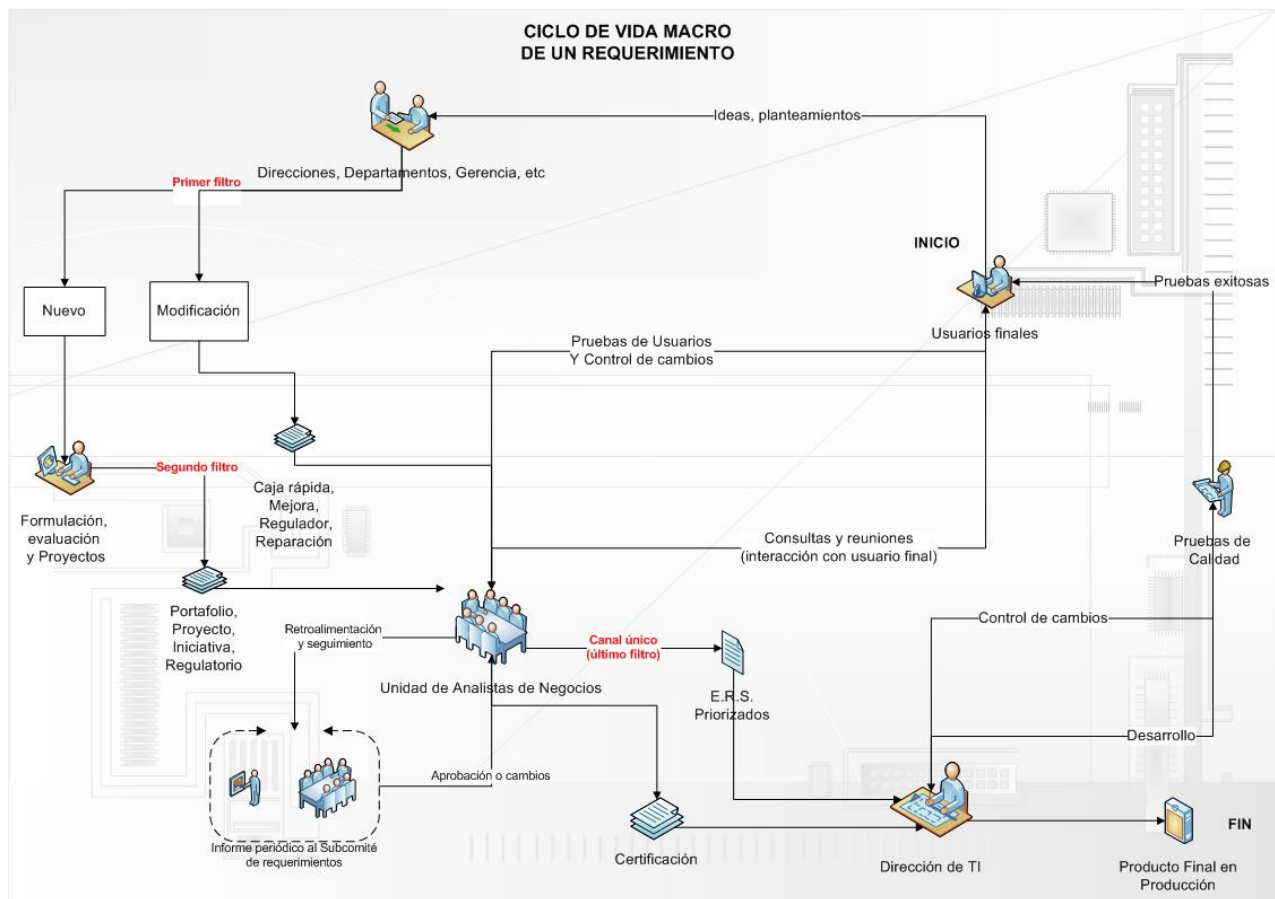 CICLO DE VIDA MACRO
DE UN REQUERIMIENTO
Ideas, planteamientos
Direcciones, Departamentos, Gerencia, etc
Primer filtro
INICIO
Pruebas exitosas
Nuevo
Modificación
Usuarios finales
Pruebas de Usuarios
Y Control de cambios
Segundo filtro
Caja rápida,
Mejora,
Regulador,
Reparación
Formulación,
evaluación
y Proyectos
Consultas y reuniones
(interacción con usuario final)
Pruebas de
Calidad
Portafolio,
Proyecto,
Iniciativa,
Regulatorio
Retroalimentación
y seguimiento
Canal único
(último filtro)
Control de cambios
Unidad de Analistas de Negocios
E.R.S.
Priorizados
Desarrollo
Aprobación o cambios
Informe periódico al Subcomité
de requerimientos
Certificación
Dirección de TI
FIN
Producto Final en
Producción